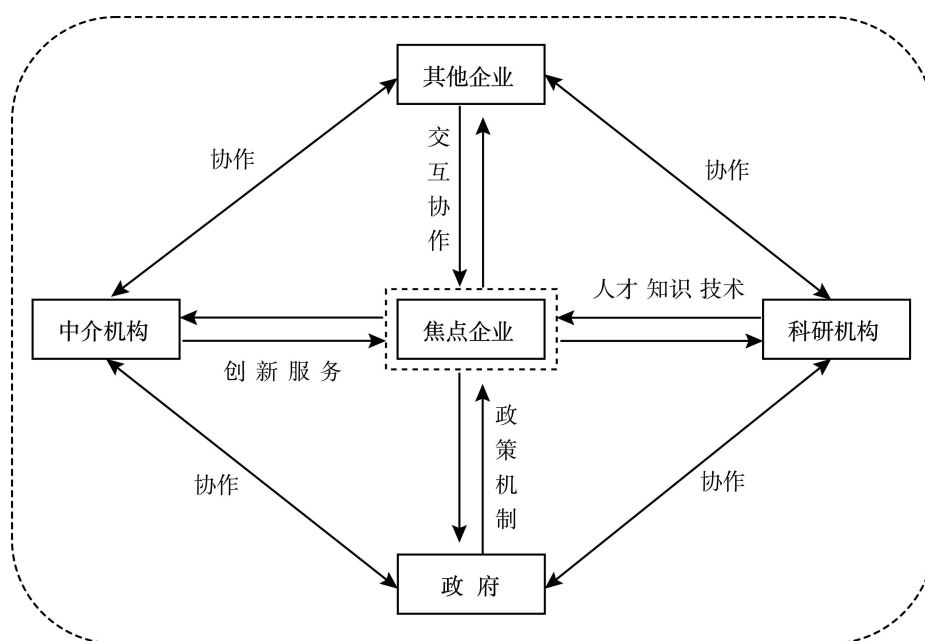 其他企业
交互协作
协作
协作
人才 知识 技术
中介机构
焦点企业
科研机构
创新服务
政策机制
协作
协作
政府